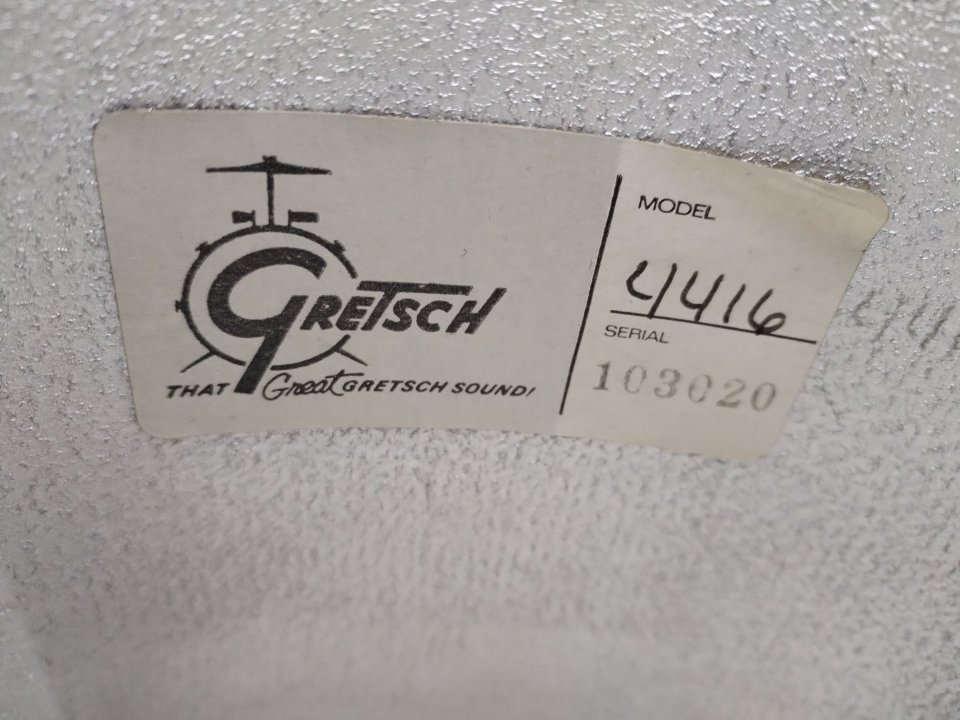 GRETSCH
THAT Great GRETSCH SOUND!
MODEL
4416
SERIAL
103020